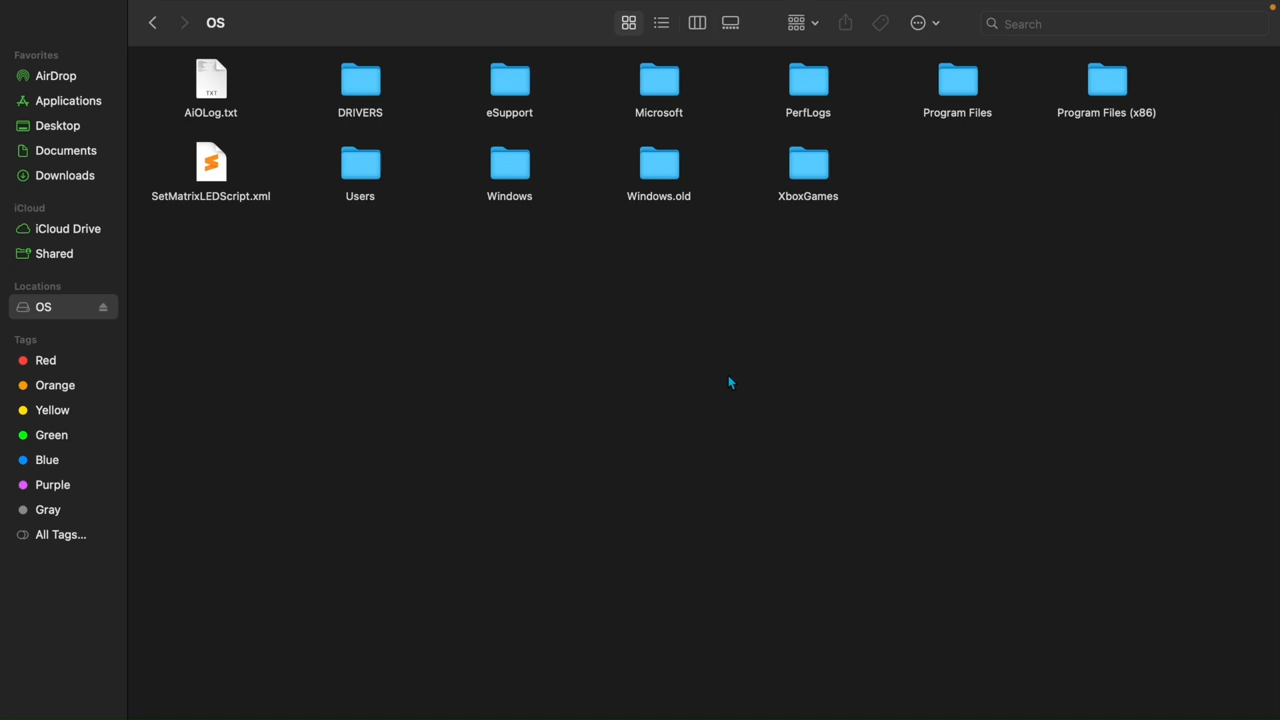 OS
Search
Favorites
AirDrop
Applications
Desktop
Documents
Downloads
iCloud
iCloud Drive
Shared
Locations
OS
Tags
Red
Orange
Yellow
Green
Blue
Purple
Gray
All Tags...
TXT
AiOLog.txt
DRIVERS
eSupport
Microsoft
PerfLogs
Program Files
Program Files (x86)
SetMatrixLEDScript.xml
Users
Windows
Windows.old
XboxGames